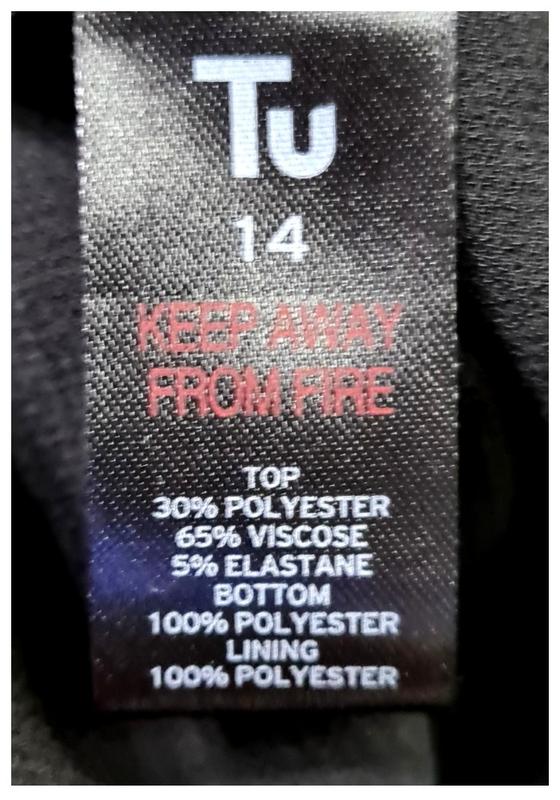 Tu
14
KEEP AWAY
FROM FIRE
TOP
30% POLYESTER
65% VISCOSE
5% ELASTANE
BOTTOM
100% POLYESTER
LINING
100% POLYESTER